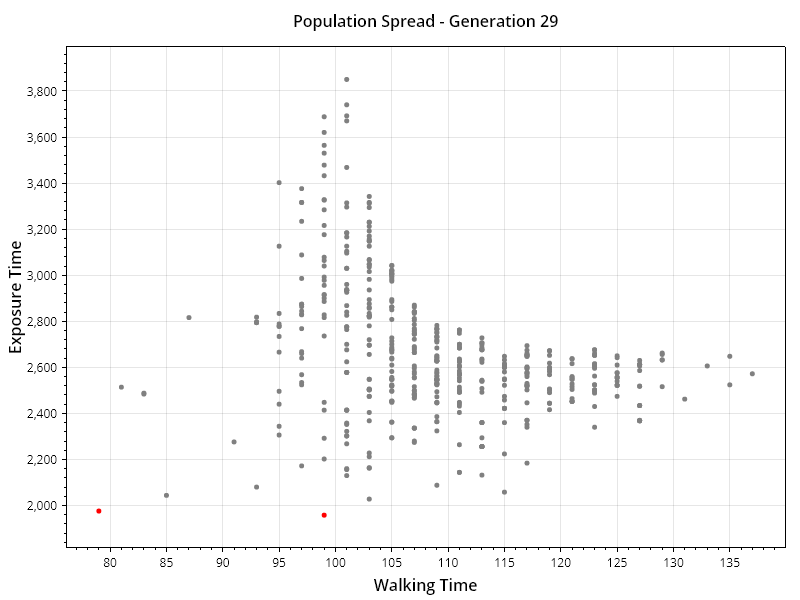 Population Spread - Generation 29
Exposure Time
3,800
3,600
3,400
3,200
3,000
2,800
2,600
2,400
2,200
2,000
80 85 90 95 100 105 110 115 120 125 130 135
Walking Time